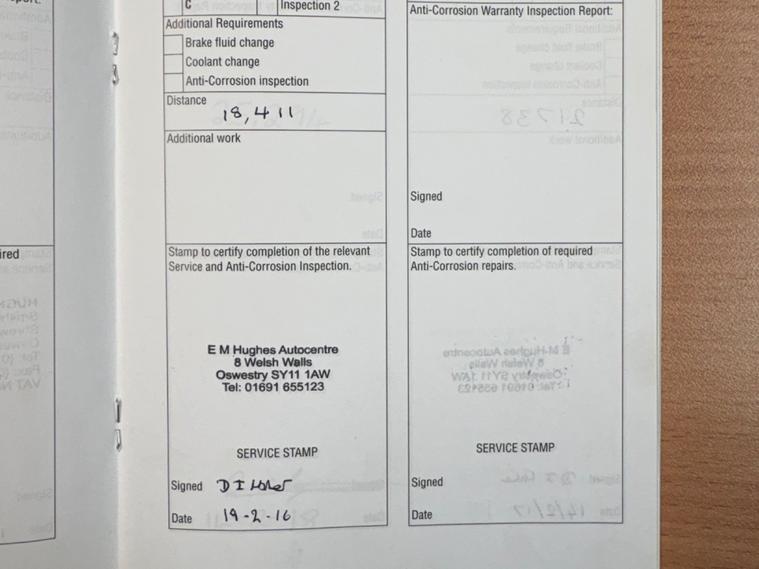 C
Inspection 2
Additional Requirements
Brake fluid change
Coolant change
Anti-Corrosion inspection
Distance
18,411
Additional work
Stamp to certify completion of the relevant
Service and Anti-Corrosion Inspection.
E M Hughes Autocentre
8 Welsh Walls
Oswestry SY11 1AW
Tel: 01691 655123
SERVICE STAMP
Signed D I
Date 19-2-16
Anti-Corrosion Warranty Inspection Report:
Signed
Date
Stamp to certify completion of required
Anti-Corrosion repairs.
SERVICE STAMP
Signed
Date